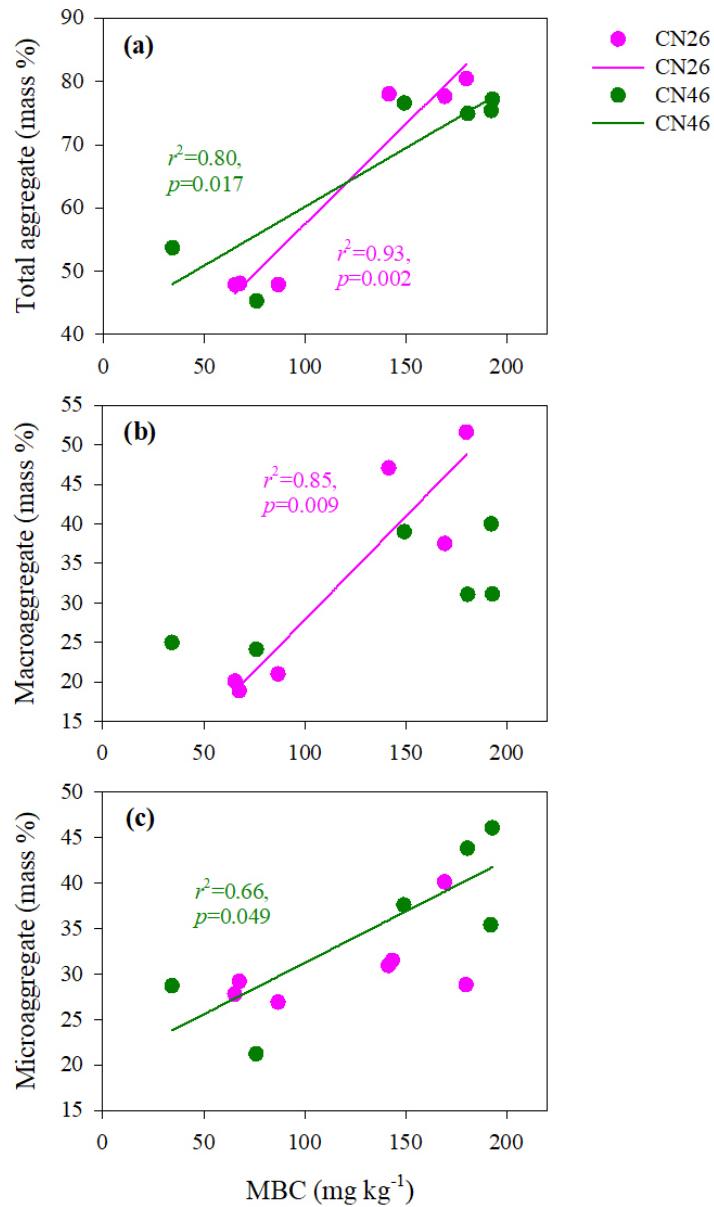 90
80
70
60
50
40
Total aggregate (mass %)
(a)
r²=0.80,
p=0.017
r²=0.93,
p=0.002
0 50 100 150 200
CN26
CN26
CN46
CN46
55
50
45
40
35
30
25
20
15
Macroaggregate (mass %)
(b)
r²=0.85,
p=0.009
0 50 100 150 200
50
45
40
35
30
25
20
15
Microaggregate (mass %)
(c)
r²=0.66,
p=0.049
0 50 100 150 200
MBC (mg kg⁻¹)